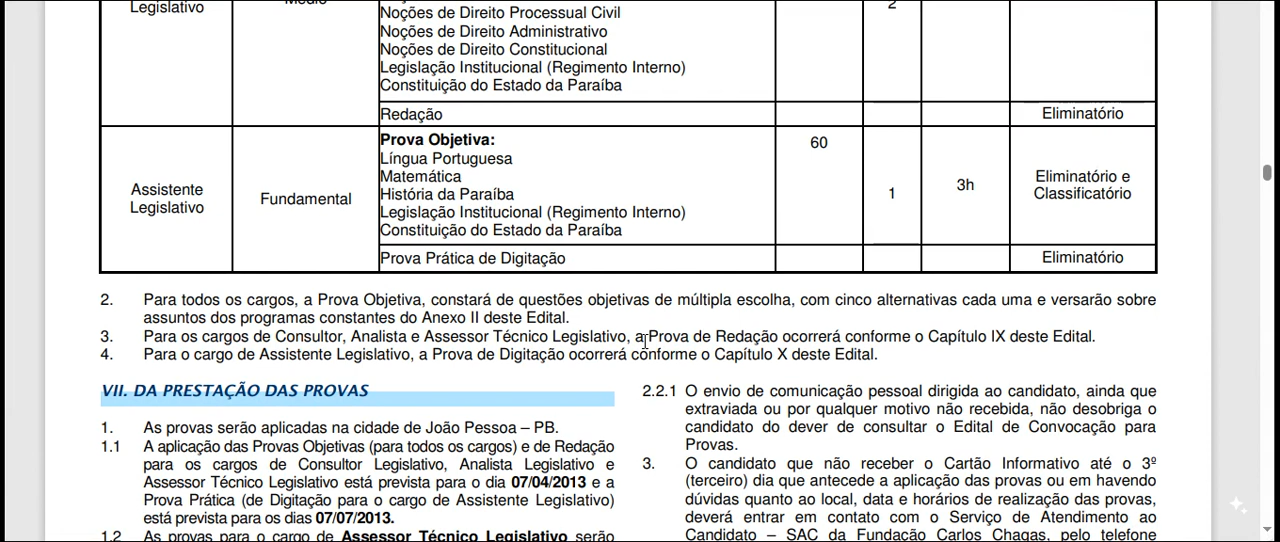 Legislativo
Médio
Noções de Direito Processual Civil
Noções de Direito Administrativo
Noções de Direito Constitucional
Legislação Institucional (Regimento Interno)
Constituição do Estado da Paraíba
2
Redação
Eliminatório
Assistente
Legislativo
Fundamental
Prova Objetiva:
Língua Portuguesa
Matemática
História da Paraíba
Legislação Institucional (Regimento Interno)
Constituição do Estado da Paraíba
60
1
3h
Eliminatório e
Classificatório
Prova Prática de Digitação
Eliminatório
2. Para todos os cargos, a Prova Objetiva, constará de questões objetivas de múltipla escolha, com cinco alternativas cada uma e versarão sobre
assuntos dos programas constantes do Anexo II deste Edital.
3. Para os cargos de Consultor, Analista e Assessor Técnico Legislativo, a Prova de Redação ocorrerá conforme o Capítulo IX deste Edital.
4. Para o cargo de Assistente Legislativo, a Prova de Digitação ocorrerá conforme o Capítulo X deste Edital.
VII. DA PRESTAÇÃO DAS PROVAS
1. As provas serão aplicadas na cidade de João Pessoa – PB.
1.1 A aplicação das Provas Objetivas (para todos os cargos) e de Redação
para os cargos de Consultor Legislativo, Analista Legislativo e
Assessor Técnico Legislativo está prevista para o dia 07/04/2013 e a
Prova Prática (de Digitação para o cargo de Assistente Legislativo)
está prevista para os dias 07/07/2013.
1.2 As provas para o cargo de Assessor Técnico Legislativo serão
2.2.1 O envio de comunicação pessoal dirigida ao candidato, ainda que
extraviada ou por qualquer motivo não recebida, não desobriga o
candidato do dever de consultar o Edital de Convocação para
Provas.
3. O candidato que não receber o Cartão Informativo até o 3º
(terceiro) dia que antecede a aplicação das provas ou em havendo
dúvidas quanto ao local, data e horários de realização das provas,
deverá entrar em contato com o Serviço de Atendimento ao
Candidato – SAC da Fundação Carlos Chagas, pelo telefone